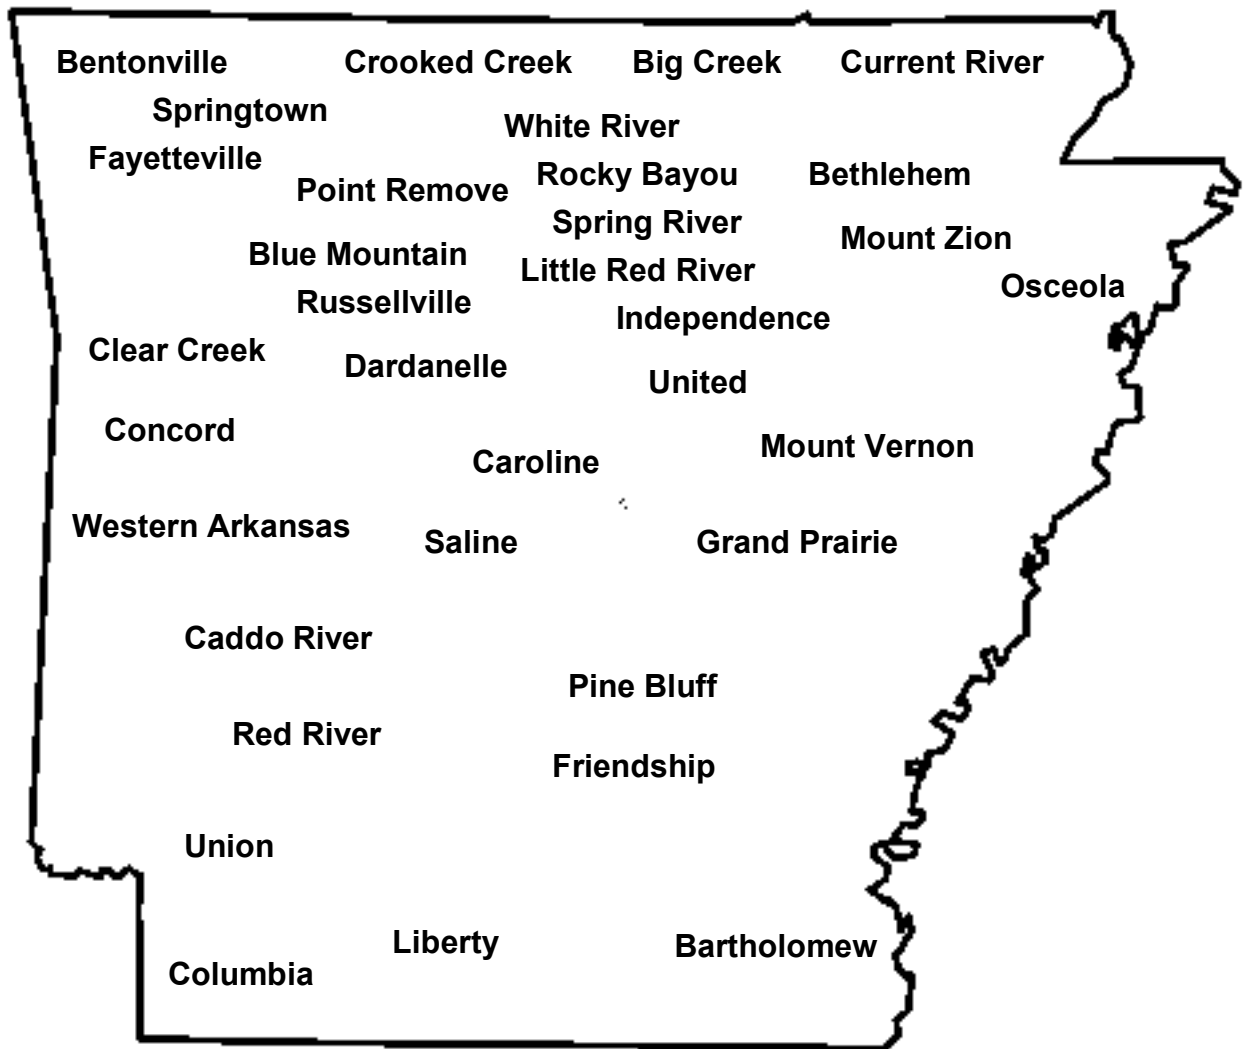 Bentonville
Crooked Creek
Big Creek
Current River
Springtown
White River
Fayetteville
Point Remove
Rocky Bayou
Bethlehem
Spring River
Mount Zion
Blue Mountain
Little Red River
Osceola
Russellville
Independence
Clear Creek
Dardanelle
United
Concord
Caroline
Mount Vernon
Western Arkansas
Saline
Grand Prairie
Caddo River
Pine Bluff
Red River
Friendship
Union
Liberty
Bartholomew
Columbia